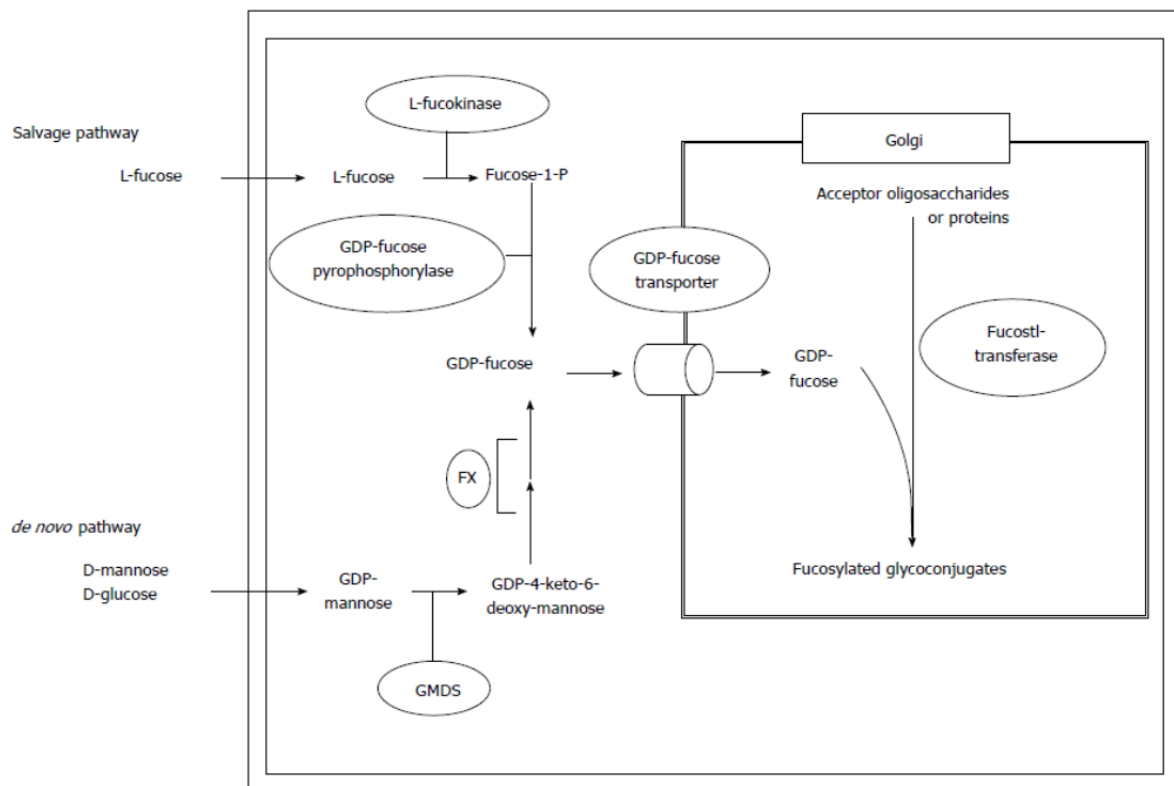 L-fucokinase
Salvage pathway
Golgi
L-fucose
L-fucose
Fucose-1-P
Acceptor oligosaccharides
or proteins
GDP-fucose
pyrophosphorylase
GDP-fucose
transporter
Fucostl-
transferase
GDP-fucose
GDP-
fucose
FX
de novo pathway
D-mannose
D-glucose
GDP-
mannose
GDP-4-keto-6-
deoxy-mannose
Fucosylated glycoconjugates
GMDS